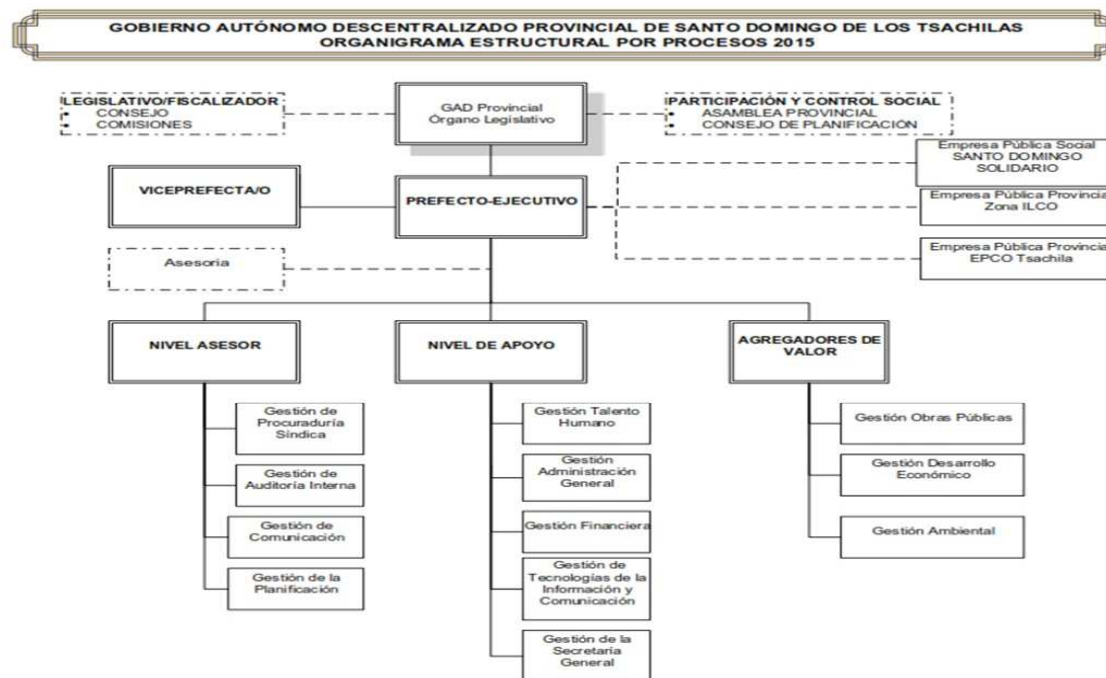 GOBIERNO AUTÓNOMO DESCENTRALIZADO PROVINCIAL DE SANTO DOMINGO DE LOS TSACHILAS
ORGANIGRAMA ESTRUCTURAL POR PROCESOS 2015
LEGISLATIVO/FISCALIZADOR
• CONSEJO
• COMISIONES
GAD Provincial
Órgano Legislativo
PARTICIPACIÓN Y CONTROL SOCIAL
• ASAMBLEA PROVINCIAL
• CONSEJO DE PLANIFICACIÓN
Empresa Pública Social
SANTO DOMINGO
SOLIDARIO
VICEPREFECTA/O
PREFECTO-EJECUTIVO
Empresa Pública Provincia
Zona ILCO
Asesoria
Empresa Pública Provincia
EPCO Tsachila
NIVEL ASESOR
NIVEL DE APOYO
AGREGADORES DE
VALOR
Gestión de
Procuraduría
Síndica
Gestión de
Auditoría Interna
Gestión de
Comunicación
Gestión de la
Planificación
Gestión Talento
Humano
Gestión
Administración
General
Gestión Financiera
Gestión de
Tecnologías de la
Información y
Comunicación
Gestión de la
Secretaría
General
Gestión Obras Públicas
Gestión Desarrollo
Económico
Gestión Ambiental